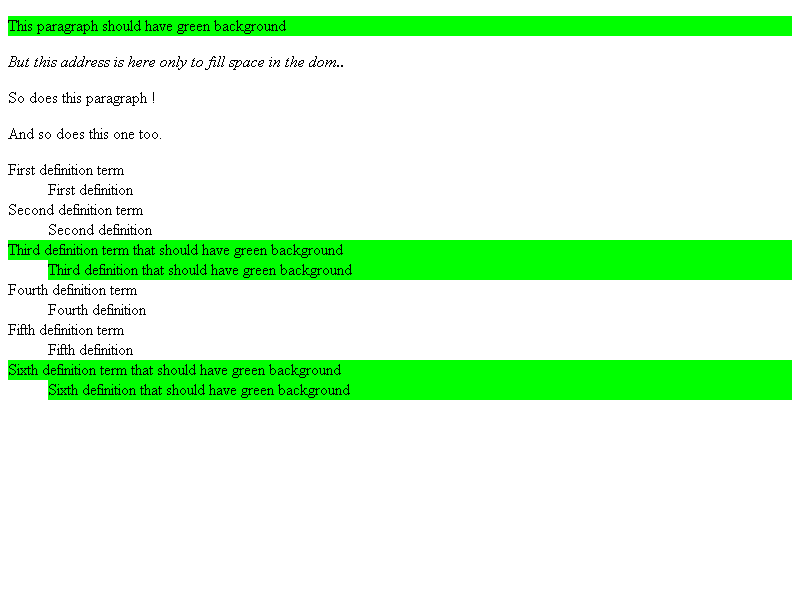 This paragraph should have green background
But this address is here only to fill space in the dom..
So does this paragraph !
And so does this one too.
First definition term
First definition
Second definition term
Second definition
Third definition term that should have green background
Third definition that should have green background
Fourth definition term
Fourth definition
Fifth definition term
Fifth definition
Sixth definition term that should have green background
Sixth definition that should have green background